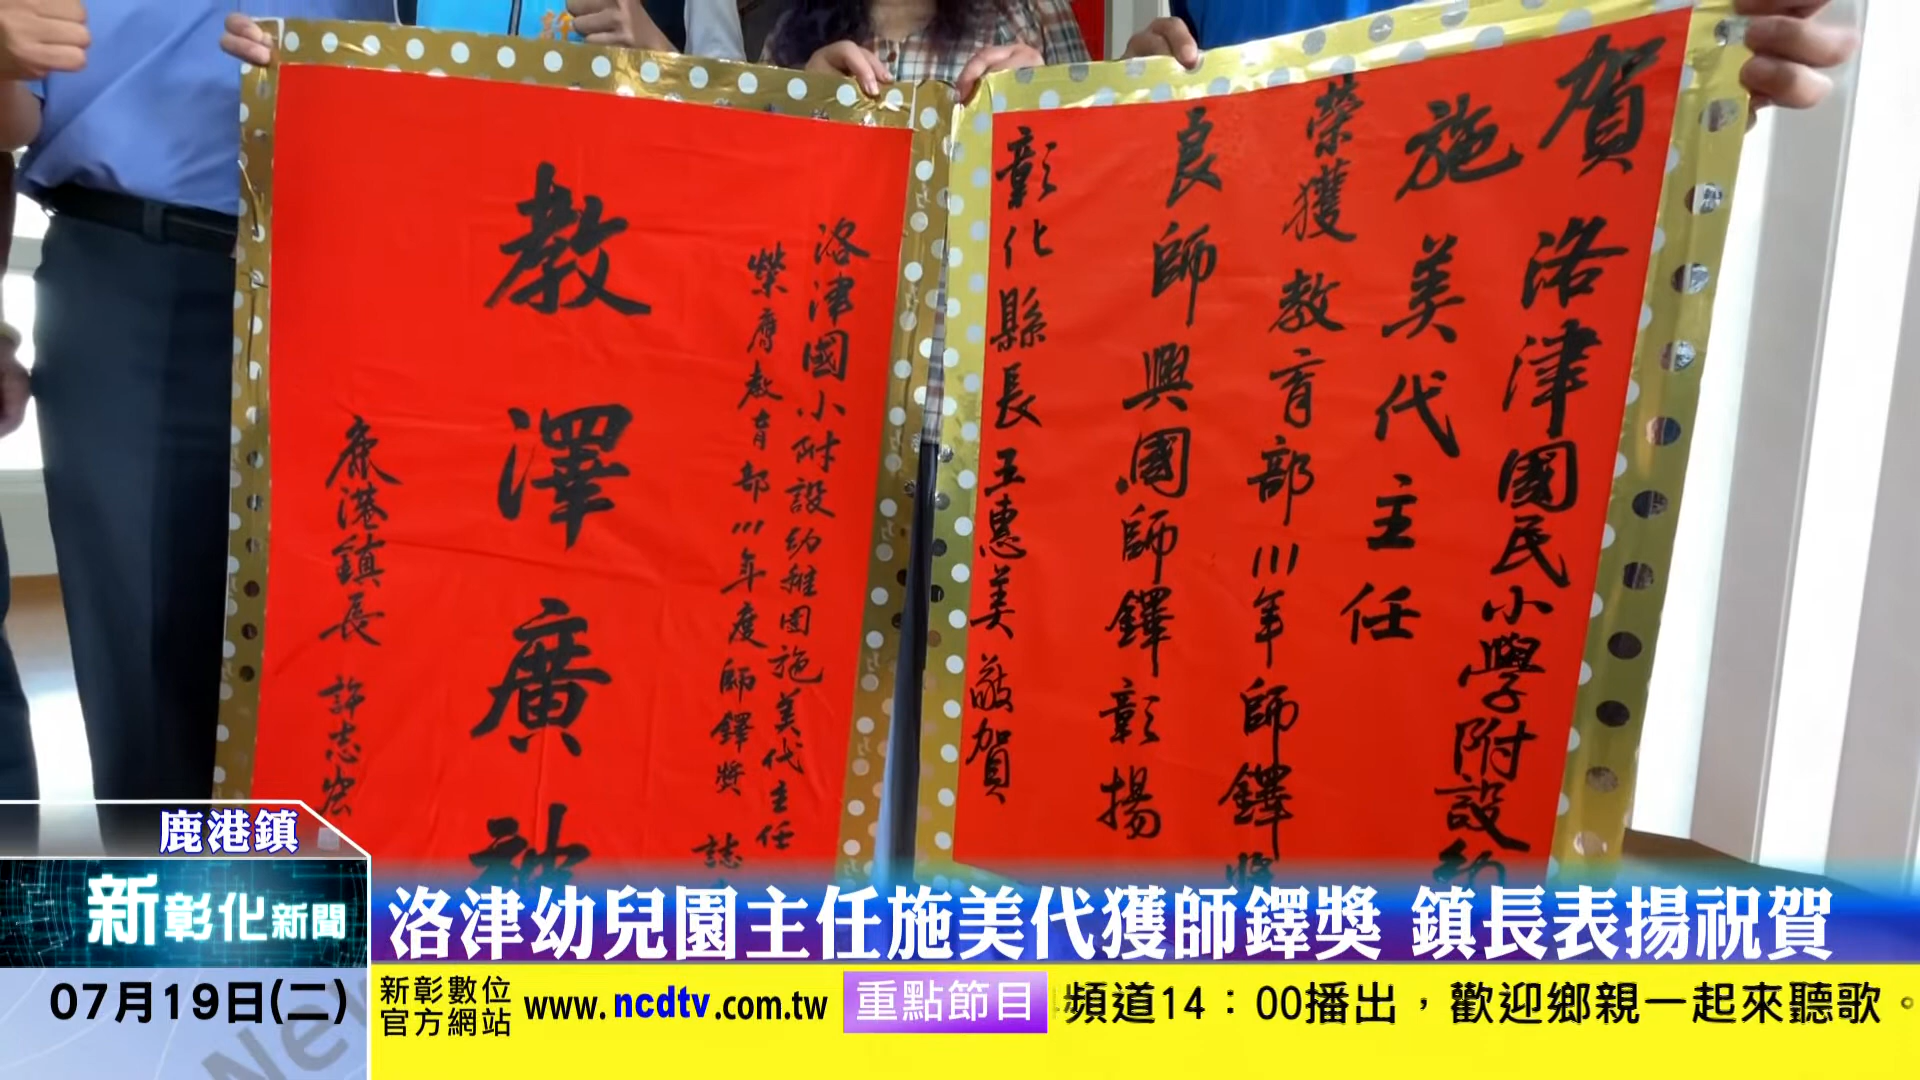 賀 洛津國民小學附設幼
施美代主任
榮獲教育部111年師鐸獎
良師興國師鐸彰揚
彰化縣長王惠美敬賀
洛津國小附設幼稚園施美代主任
榮膺教育部111年度師鐸獎 誌
教澤廣被
鹿港鎮長 許志宏
許
鹿港鎮
新彰化新聞
洛津幼兒園主任施美代獲師鐸獎 鎮長表揚祝賀
07月19日(二)
新彰數位
官方網站
www.ncdtv.com.tw
重點節目
頻道14：00播出，歡迎鄉親一起來聽歌。